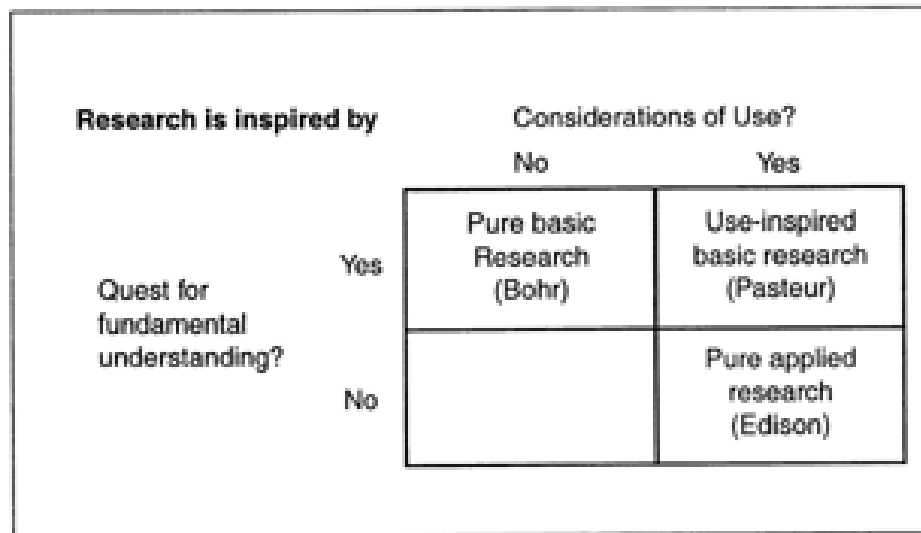 Research is inspired by
Considerations of Use?
No
Yes
Yes
Pure basic
Research
(Bohr)
Use-inspired
basic research
(Pasteur)
Quest for
fundamental
understanding?
No
Pure applied
research
(Edison)